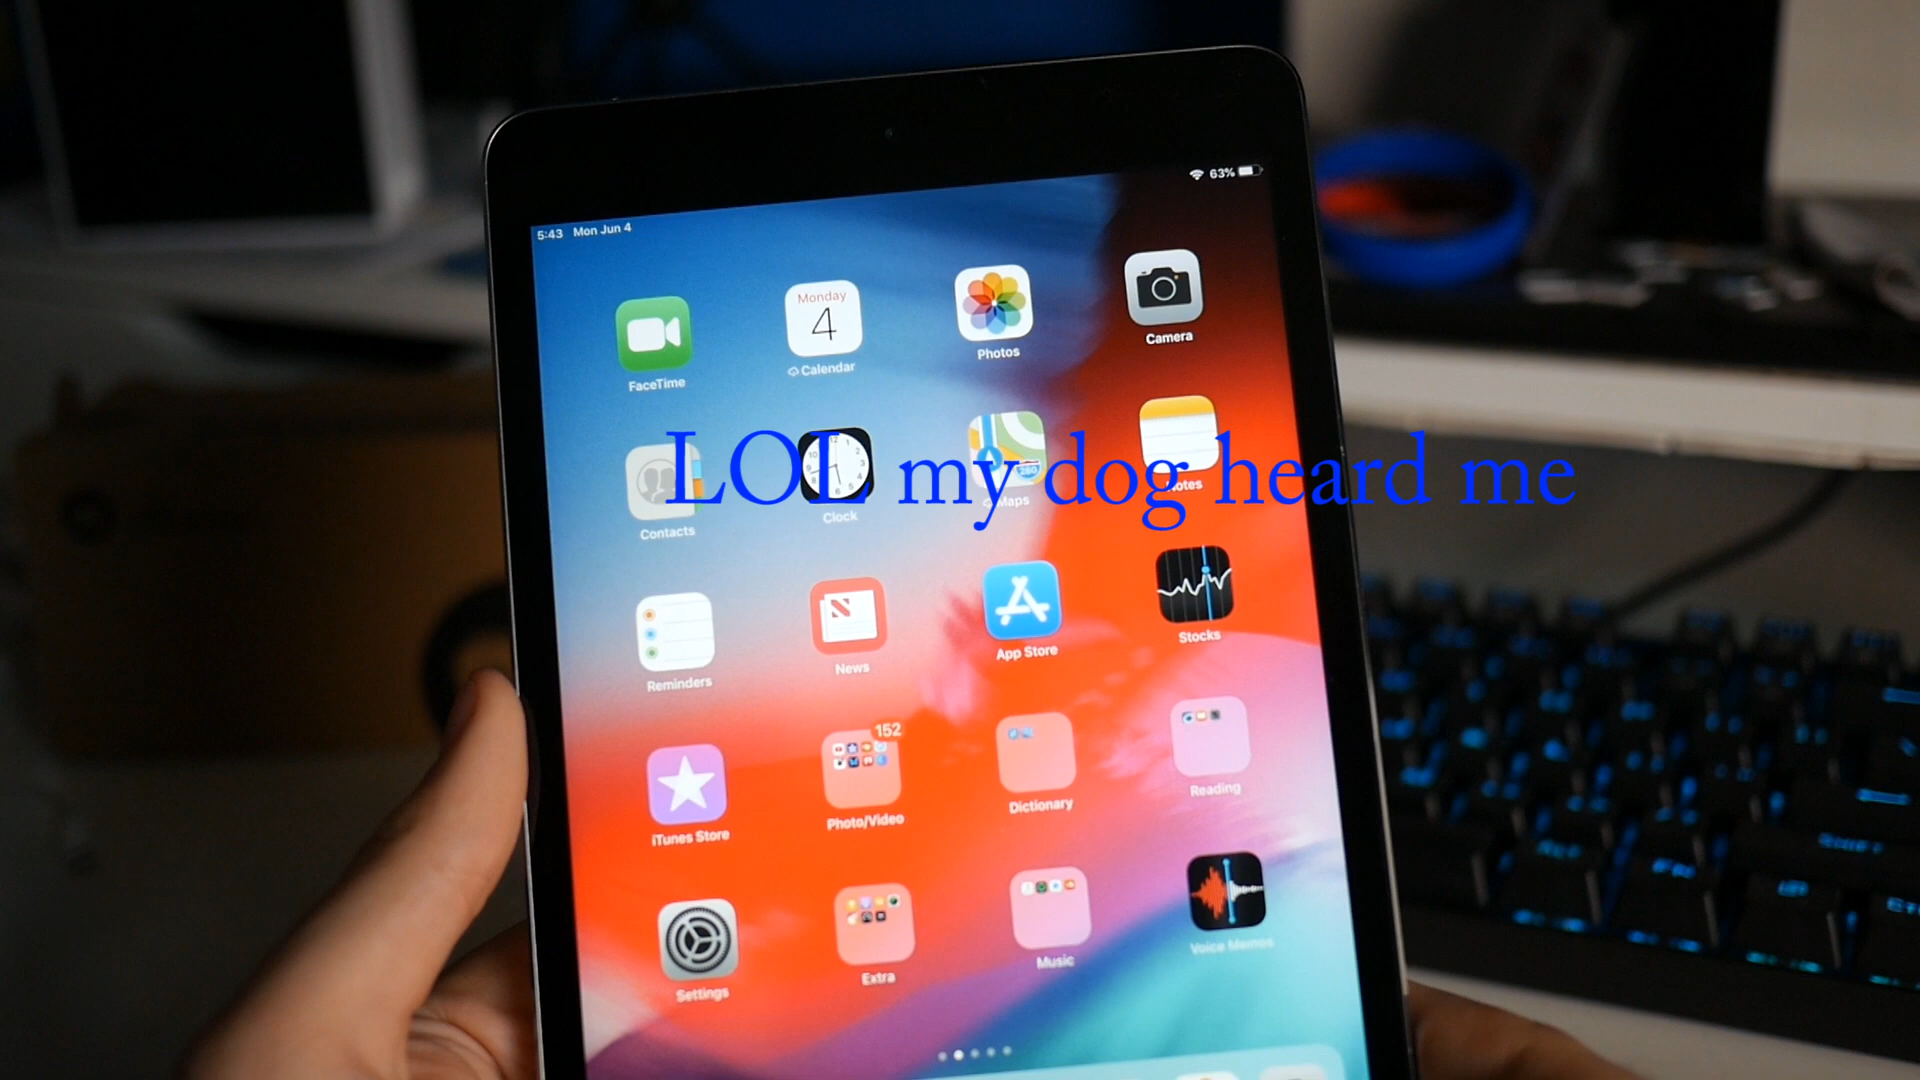 63%
5:43 Mon Jun 4
Monday
4
FaceTime
Calendar
Photos
Camera
LOL my dog heard me
Contacts
Clock
Maps
Notes
280
Reminders
News
App Store
Stocks
152
iTunes Store
Photo/Video
Dictionary
Reading
Settings
Extra
Music
Voice Memos